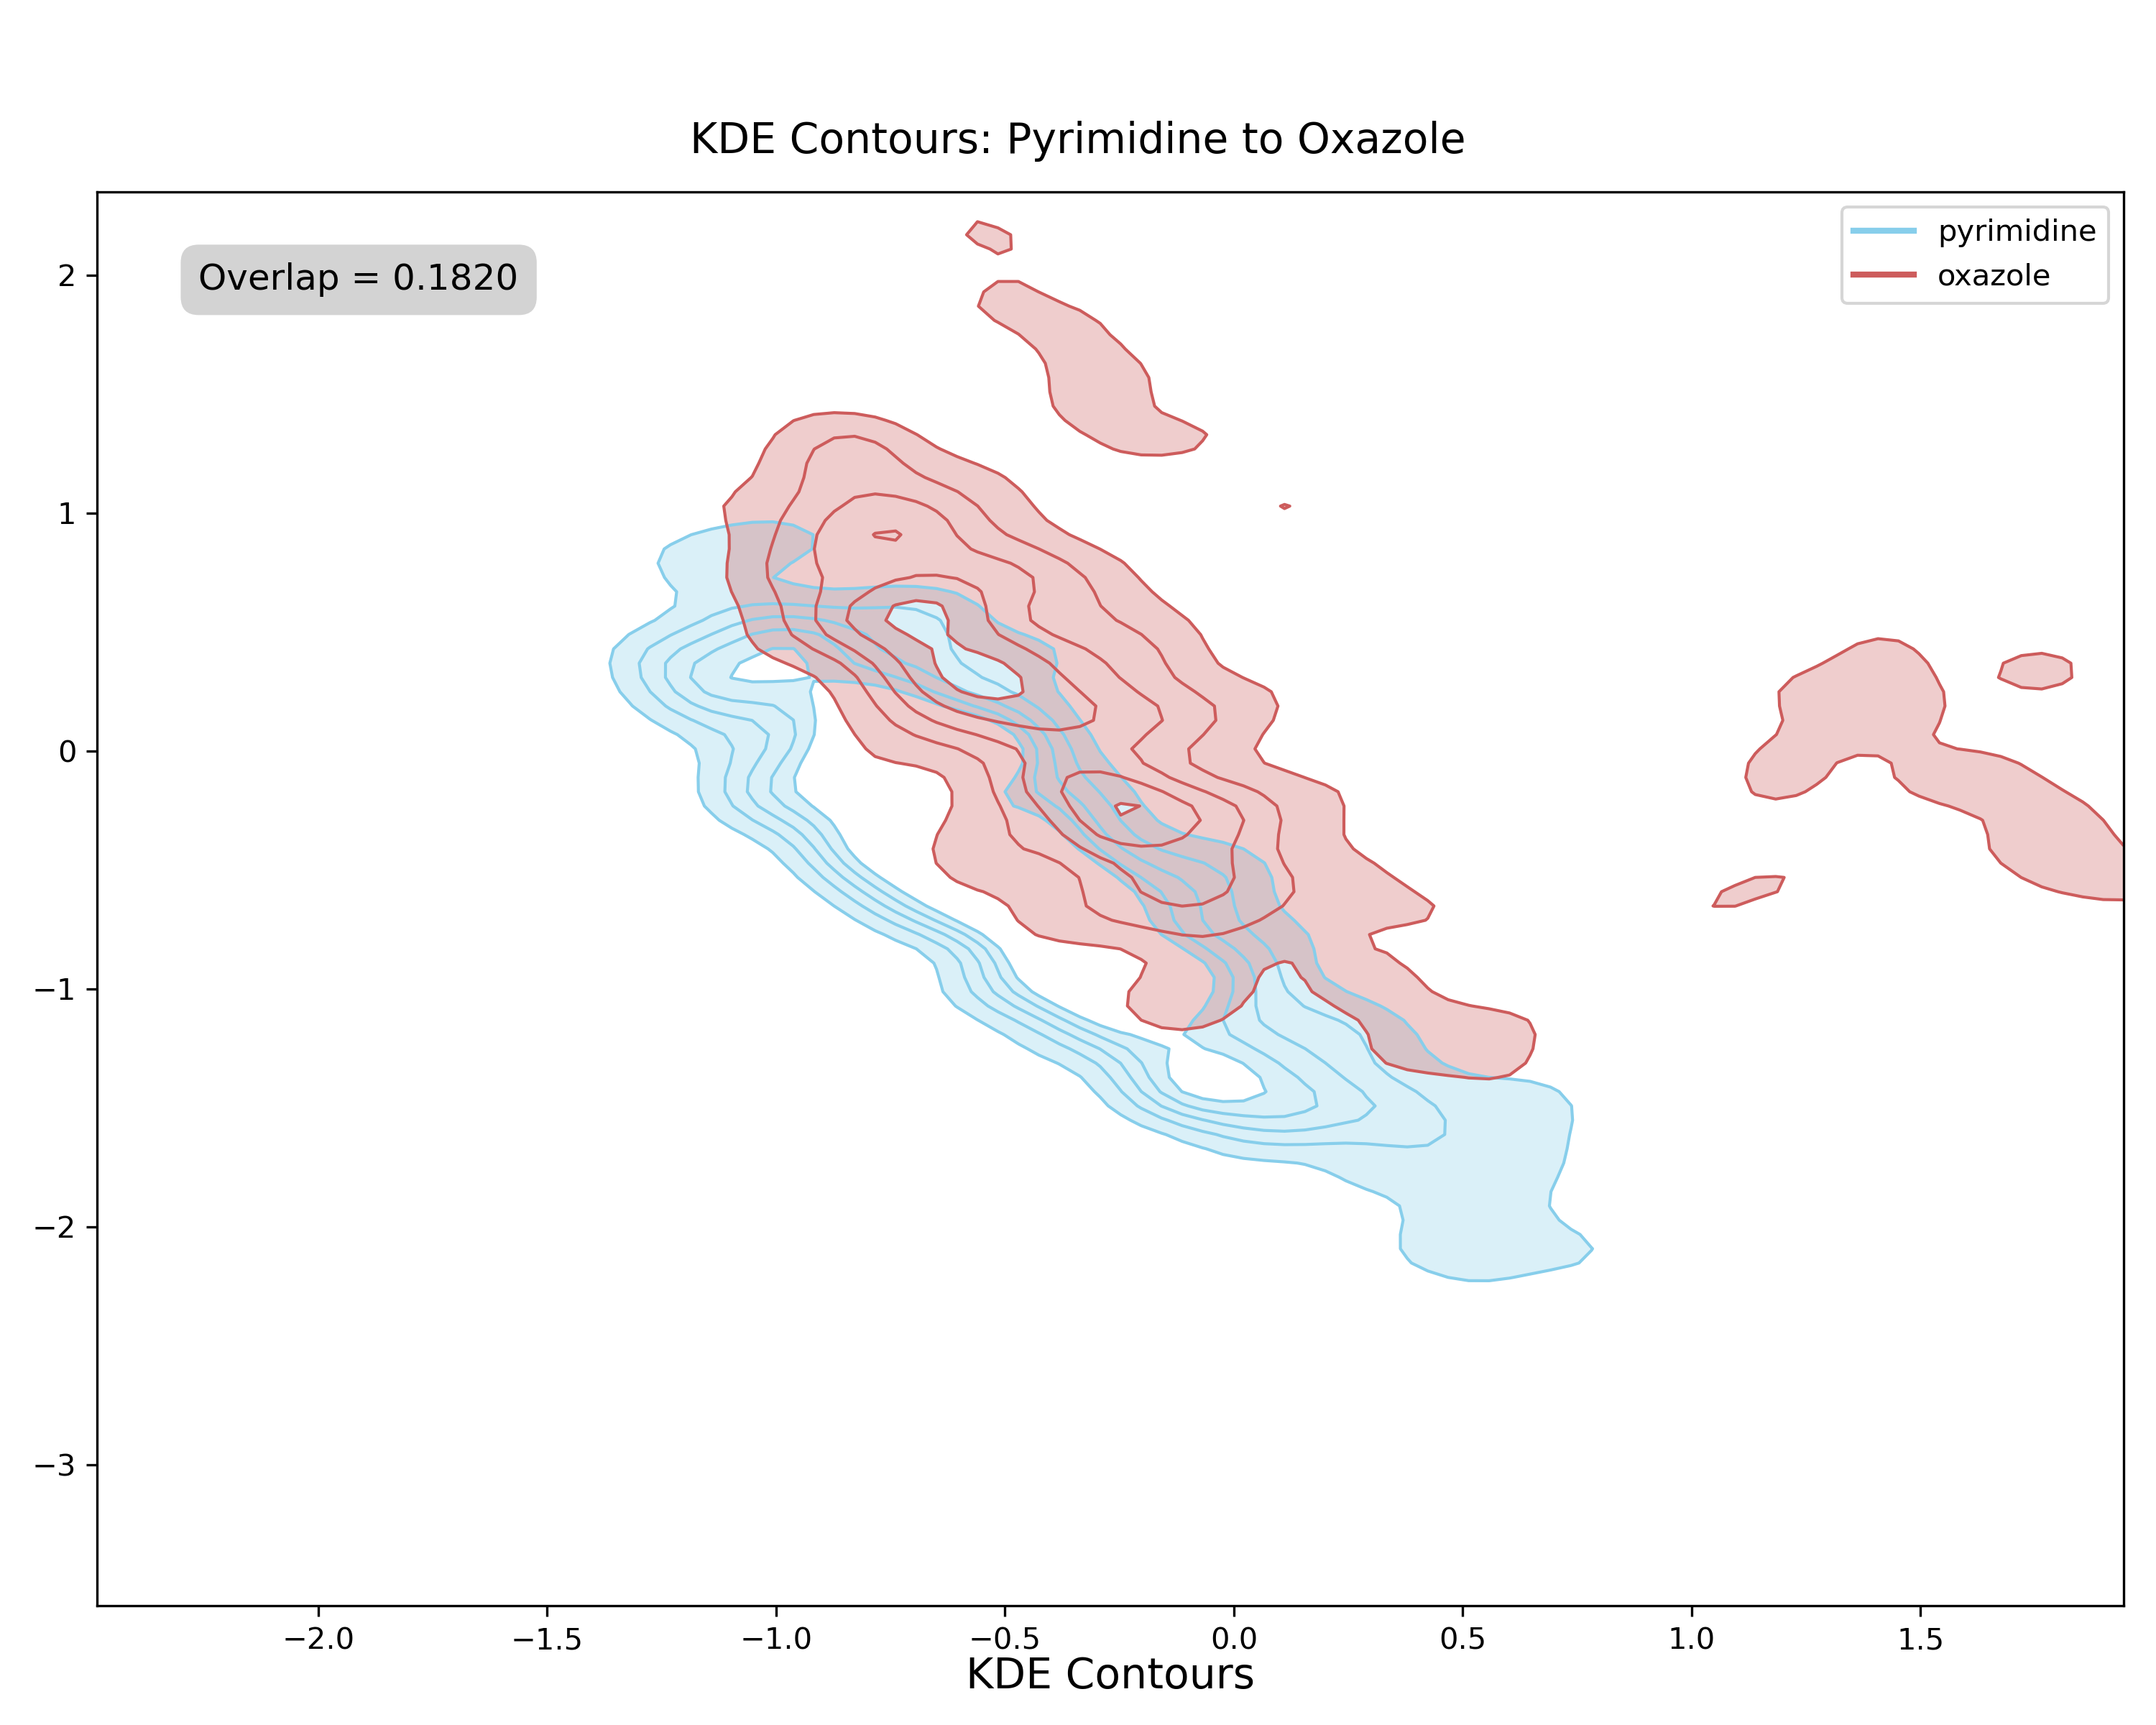 KDE Contours: Pyrimidine to Oxazole
Overlap = 0.1820
pyrimidine
oxazole
2
1
0
−1
−2
−3
−2.0 −1.5 −1.0 −0.5 0.0 0.5 1.0 1.5
KDE Contours